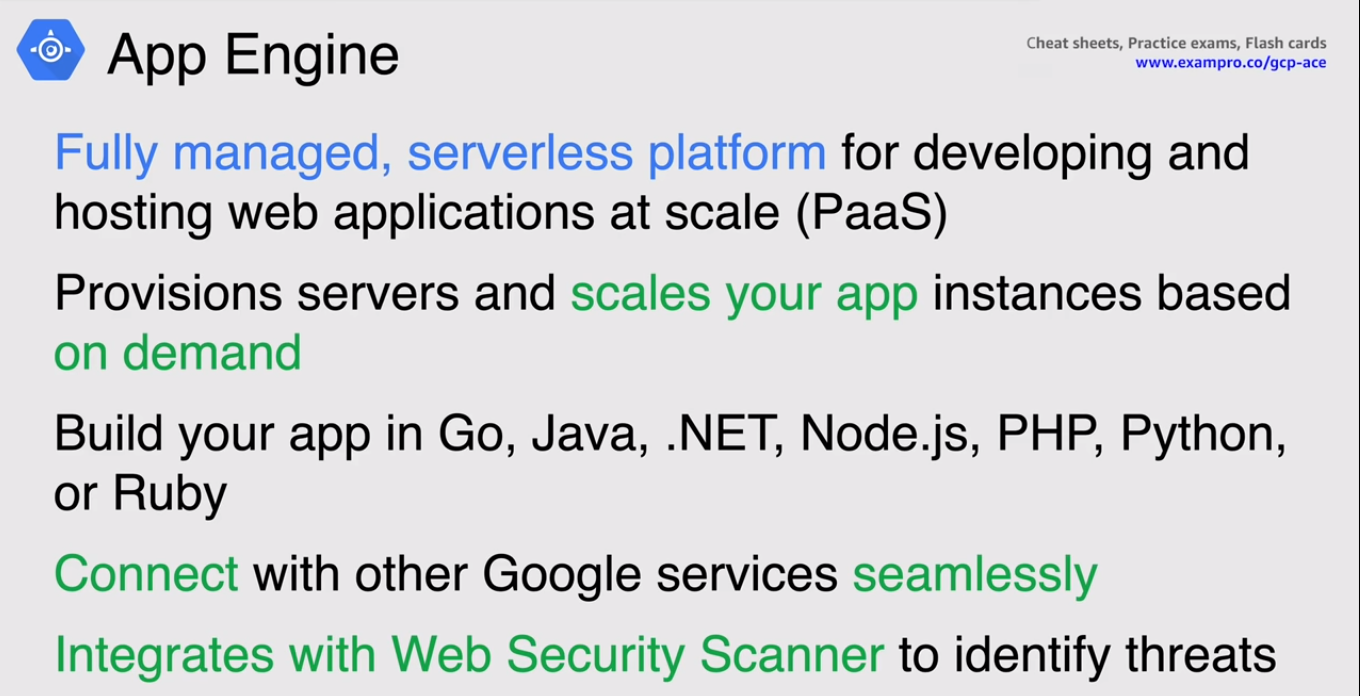 App Engine
Cheat sheets, Practice exams, Flash cards
www.exampro.co/gcp-ace
Fully managed, serverless platform for developing and
hosting web applications at scale (PaaS)
Provisions servers and scales your app instances based
on demand
Build your app in Go, Java, .NET, Node.js, PHP, Python,
or Ruby
Connect with other Google services seamlessly
Integrates with Web Security Scanner to identify threats